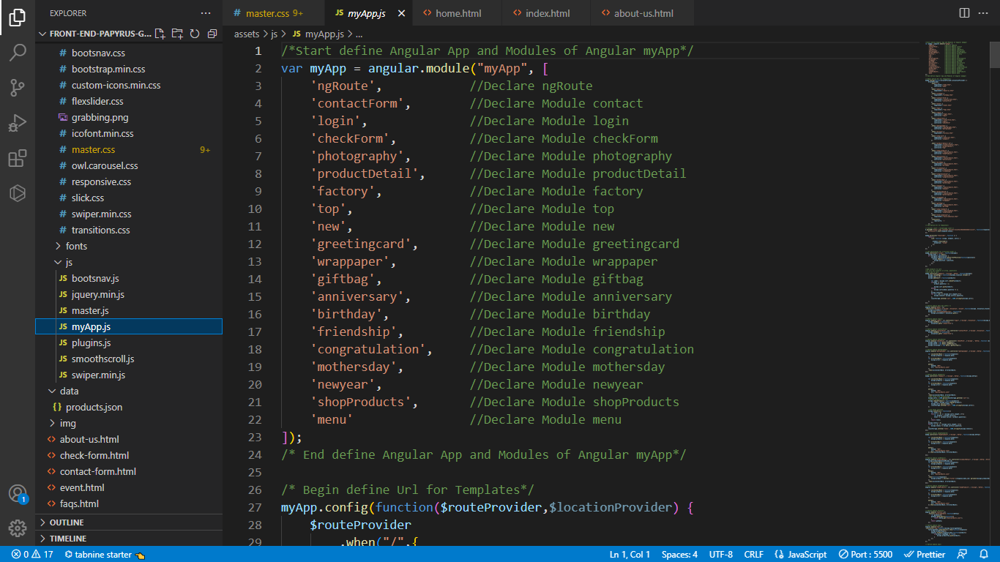 EXPLORER
FRONT-END-PAPYRUS-G...
# bootsnav.css
# bootstrap.min.css
# custom-icons.min.css
# flexslider.css
grabbing.png
# icofont.min.css
# master.css 9+
# owl.carousel.css
# responsive.css
# slick.css
# swiper.min.css
# transitions.css
fonts
js
JS bootsnav.js
JS jquery.min.js
JS master.js
JS myApp.js
JS plugins.js
JS smoothscroll.js
JS swiper.min.js
data
{} products.json
img
<> about-us.html
<> check-form.html
<> contact-form.html
<> event.html
<> faqs.html
OUTLINE
TIMELINE
1
# master.css 9+
JS myApp.js
<> home.html
<> index.html
<> about-us.html
assets > js > JS myApp.js > ...
1 /*Start define Angular App and Modules of Angular myApp*/
2 var myApp = angular.module("myApp", [
3 'ngRoute', //Declare ngRoute
4 'contactForm', //Declare Module contact
5 'login', //Declare Module login
6 'checkForm', //Declare Module checkForm
7 'photography', //Declare Module photography
8 'productDetail', //Declare Module productDetail
9 'factory', //Declare Module factory
10 'top', //Declare Module top
11 'new', //Declare Module new
12 'greetingcard', //Declare Module greetingcard
13 'wrappaper', //Declare Module wrappaper
14 'giftbag', //Declare Module giftbag
15 'anniversary', //Declare Module anniversary
16 'birthday', //Declare Module birthday
17 'friendship', //Declare Module friendship
18 'congratulation', //Declare Module congratulation
19 'mothersday', //Declare Module mothersday
20 'newyear', //Declare Module newyear
21 'shopProducts', //Declare Module shopProducts
22 'menu' //Declare Module menu
23 ]);
24 /* End define Angular App and Modules of Angular myApp*/
25
26 /* Begin define Url for Templates*/
27 myApp.config(function($routeProvider,$locationProvider) {
28 $routeProvider
29 .when("/",{
0 17 tabnine starter Ln 1, Col 1 Spaces: 4 UTF-8 CRLF JavaScript Port : 5500 Prettier